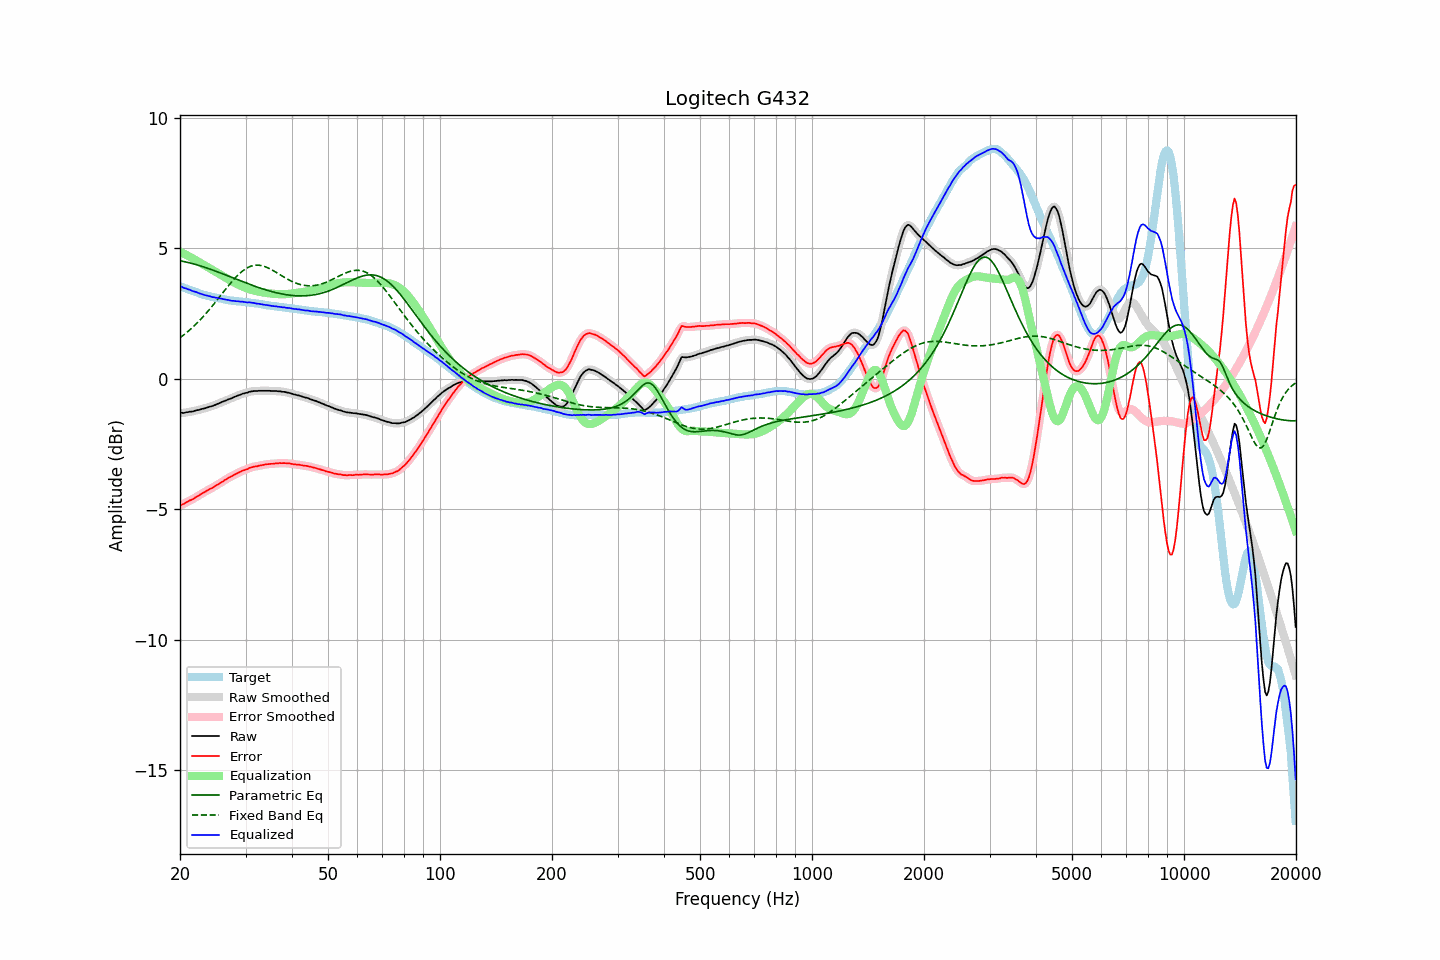 Logitech G432
Amplitude (dBr)
10
5
0
−5
−10
−15
Target
Raw Smoothed
Error Smoothed
Raw
Error
Equalization
Parametric Eq
Fixed Band Eq
Equalized
20 50 100 200 500 1000 2000 5000 10000 20000
Frequency (Hz)